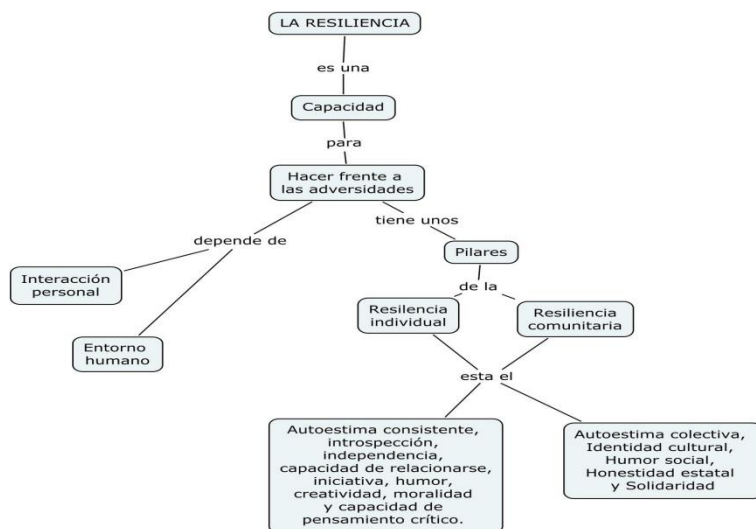 LA RESILIENCIA
es una
Capacidad
para
Hacer frente a
las adversidades
depende de
tiene unos
Interacción
personal
Entorno
humano
Pilares
de la
Resilencia
individual
Resiliencia
comunitaria
esta el
Autoestima consistente,
introspección,
independencia,
capacidad de relacionarse,
iniciativa, humor,
creatividad, moralidad
y capacidad de
pensamiento crítico.
Autoestima colectiva,
Identidad cultural,
Humor social,
Honestidad estatal
y Solidaridad